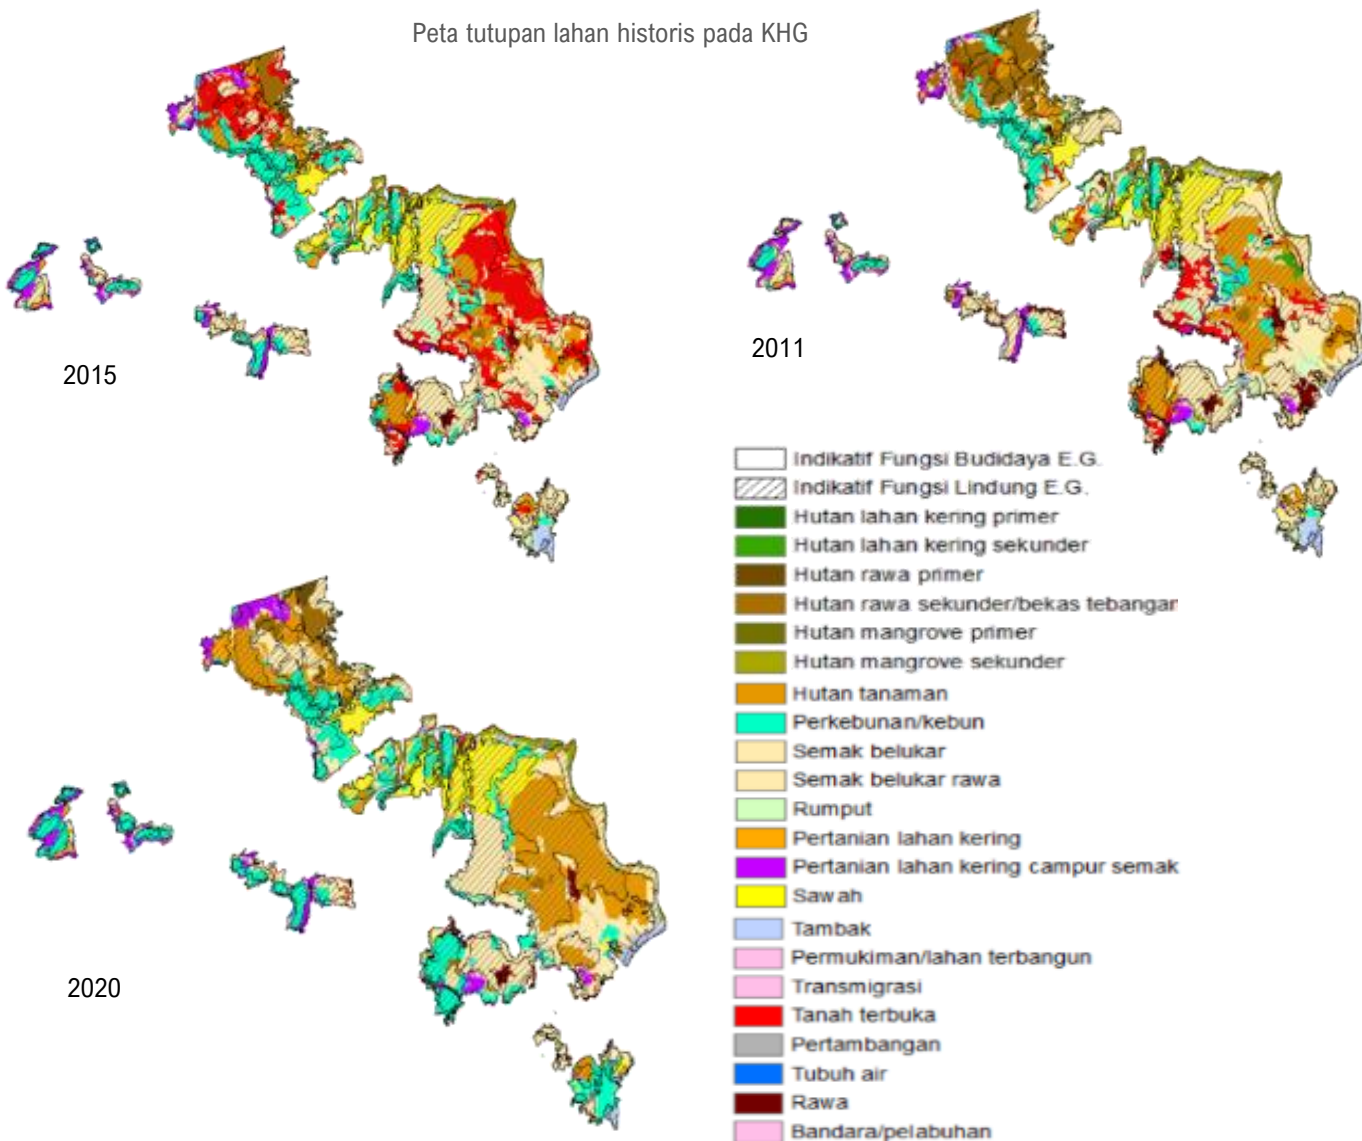 Peta tutupan lahan historis pada KHG
2015
2011
2020
Indikatif Fungsi Budidaya E.G.
Indikatif Fungsi Lindung E.G.
Hutan lahan kering primer
Hutan lahan kering sekunder
Hutan rawa primer
Hutan rawa sekunder/bekas tebangan
Hutan mangrove primer
Hutan mangrove sekunder
Hutan tanaman
Perkebunan/kebun
Semak belukar
Semak belukar rawa
Rumput
Pertanian lahan kering
Pertanian lahan kering campur semak
Sawah
Tambak
Permukiman/lahan terbangun
Transmigrasi
Tanah terbuka
Pertambangan
Tubuh air
Rawa
Bandara/pelabuhan